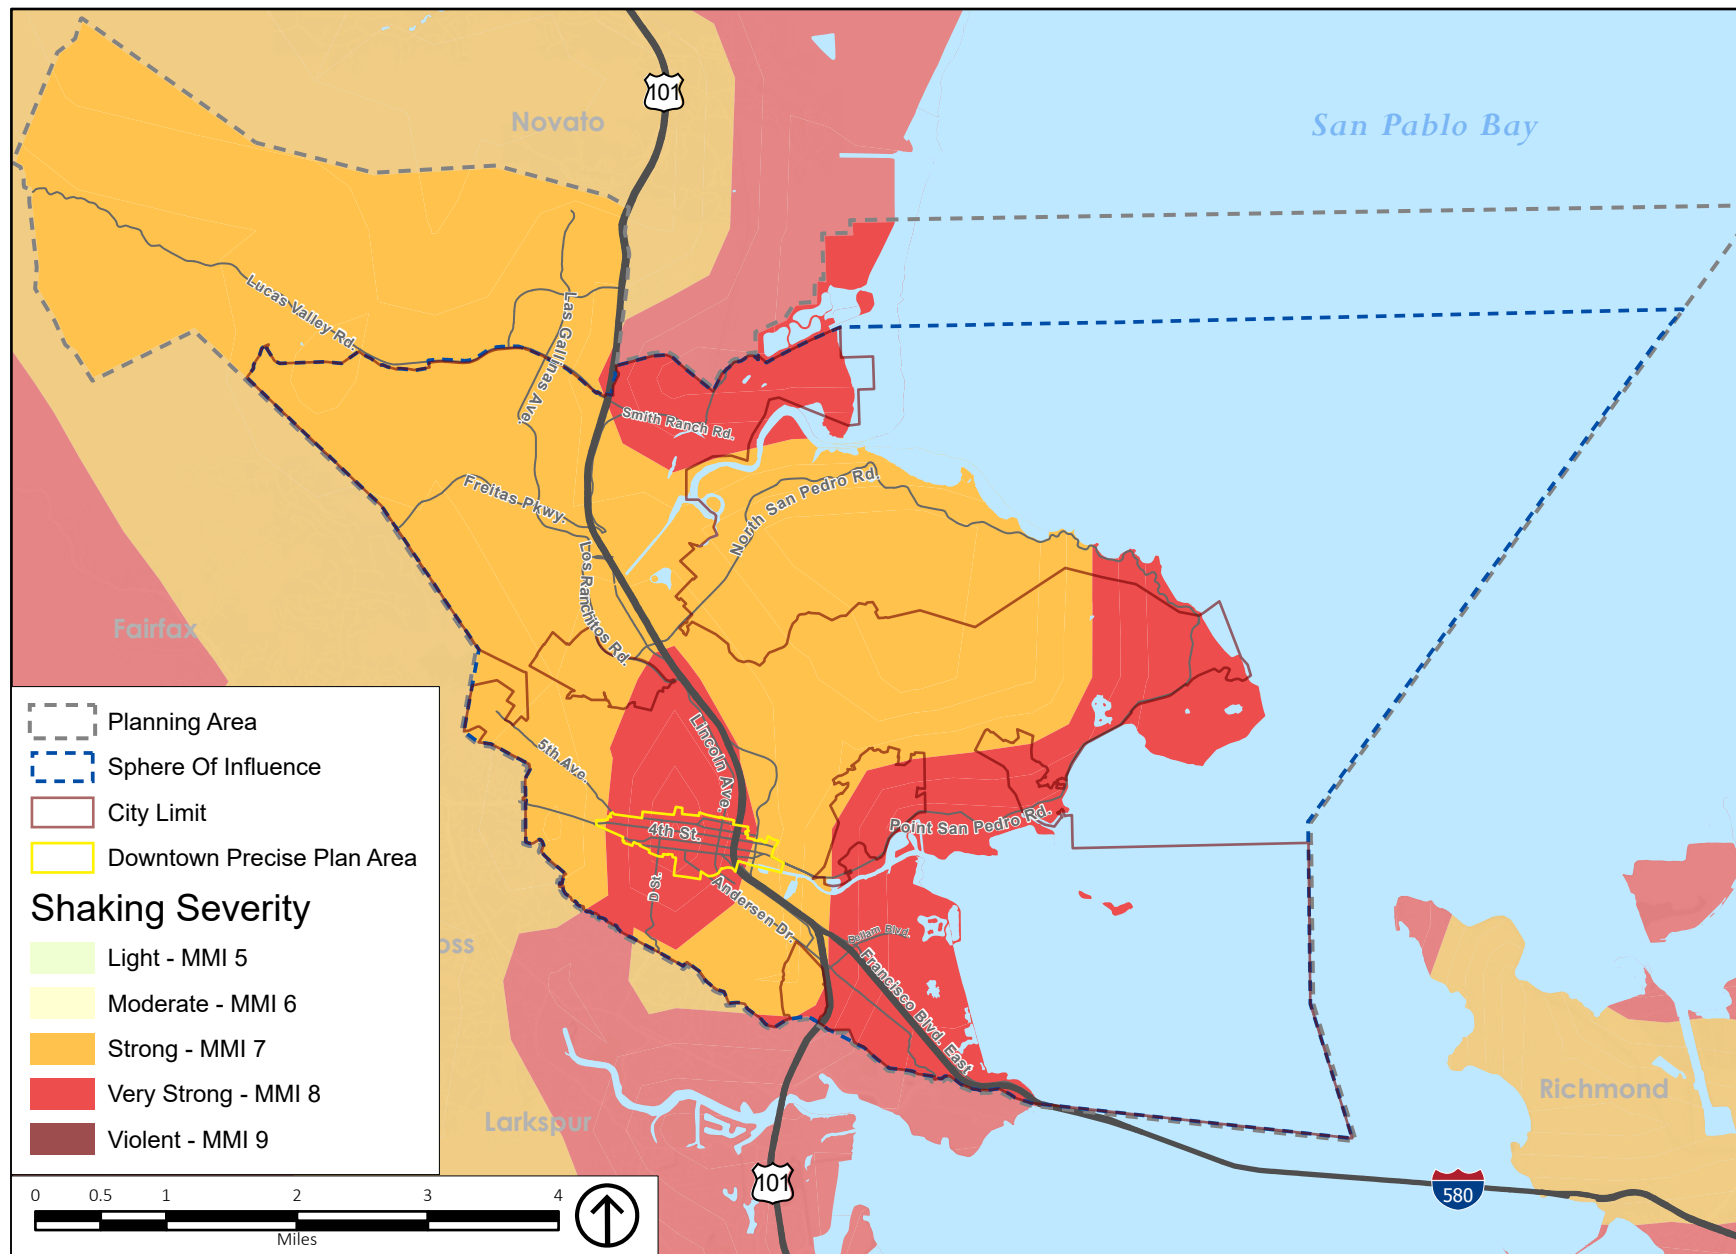 101
Novato
San Pablo Bay
Lucas Valley Rd.
Las Gallinas Ave.
Smith Ranch Rd.
Freitas Pkwy.
North San Pedro Rd.
Los Ranchitos Rd.
Fairfax
Lincoln Ave.
5th Ave.
4th St.
Point San Pedro Rd.
D St.
Andersen Dr.
Bellam Blvd.
Francisco Blvd. East
oss
Larkspur
Richmond
101
580
Planning Area
Sphere Of Influence
City Limit
Downtown Precise Plan Area
Shaking Severity
Light - MMI 5
Moderate - MMI 6
Strong - MMI 7
Very Strong - MMI 8
Violent - MMI 9
0 0.5 1 2 3 4
Miles